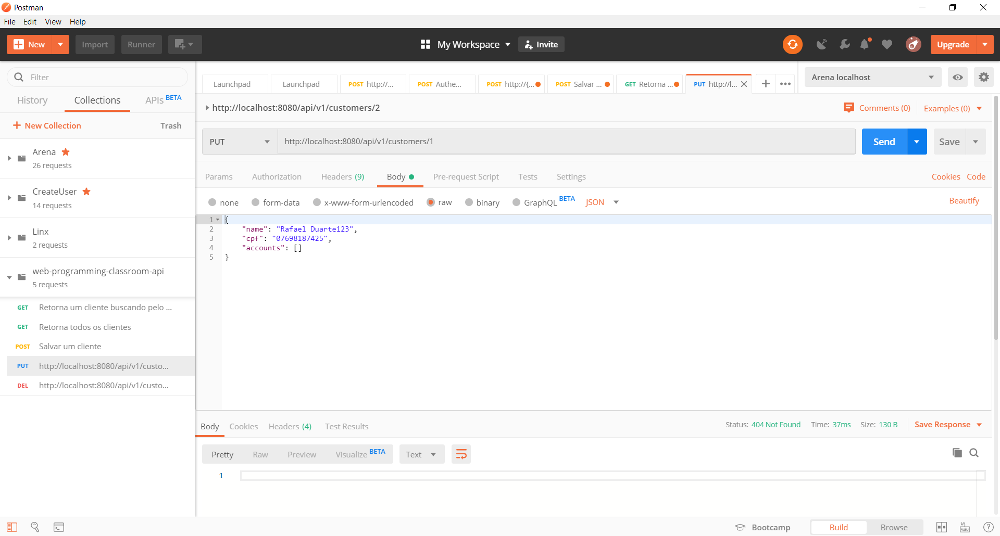 Postman
File Edit View Help
New Import Runner My Workspace Invite Upgrade
Filter
History Collections APIs BETA
New Collection Trash
Arena
26 requests
CreateUser
14 requests
Linx
2 requests
web-programming-classroom-api
5 requests
GET Retorna um cliente buscando pelo ...
GET Retorna todos os clientes
POST Salvar um cliente
PUT http://localhost:8080/api/v1/custo...
DEL http://localhost:8080/api/v1/custo...
Launchpad Launchpad POST http://... POST Authe... POST http://{... POST Salvar ... GET Retorna ... PUT http://l... Arena localhost
http://localhost:8080/api/v1/customers/2 Comments (0) Examples (0)
PUT http://localhost:8080/api/v1/customers/1 Send Save
Params Authorization Headers (9) Body Pre-request Script Tests Settings Cookies Code
none form-data x-www-form-urlencoded raw binary GraphQL BETA JSON Beautify
1 {
2 "name": "Rafael Duarte123",
3 "cpf": "07698187425",
4 "accounts": []
5 }
Body Cookies Headers (4) Test Results Status: 404 Not Found Time: 37ms Size: 130 B Save Response
Pretty Raw Preview Visualize BETA Text
1
Bootcamp Build Browse